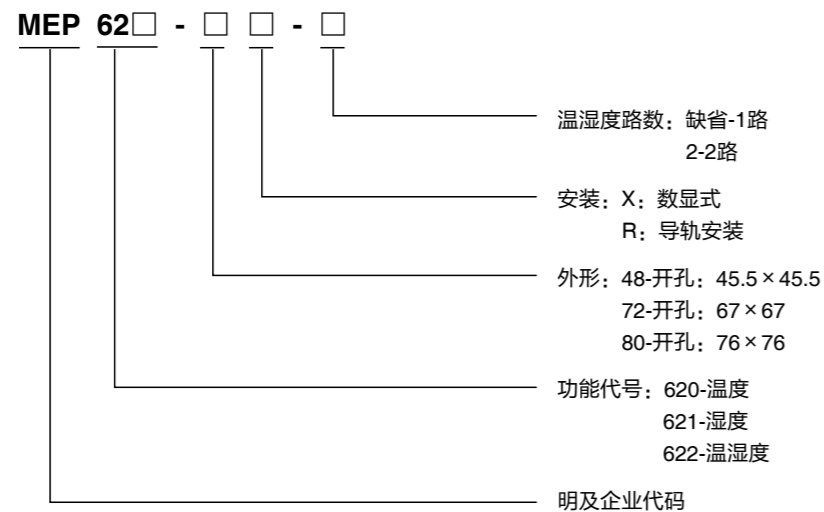 MEP 62□ - □ □ - □
温湿度路数：缺省-1路
2-2路
安装：X：数显式
R：导轨安装
外形：48-开孔：45.5×45.5
72-开孔：67×67
80-开孔：76×76
功能代号：620-温度
621-湿度
622-温湿度
明及企业代码